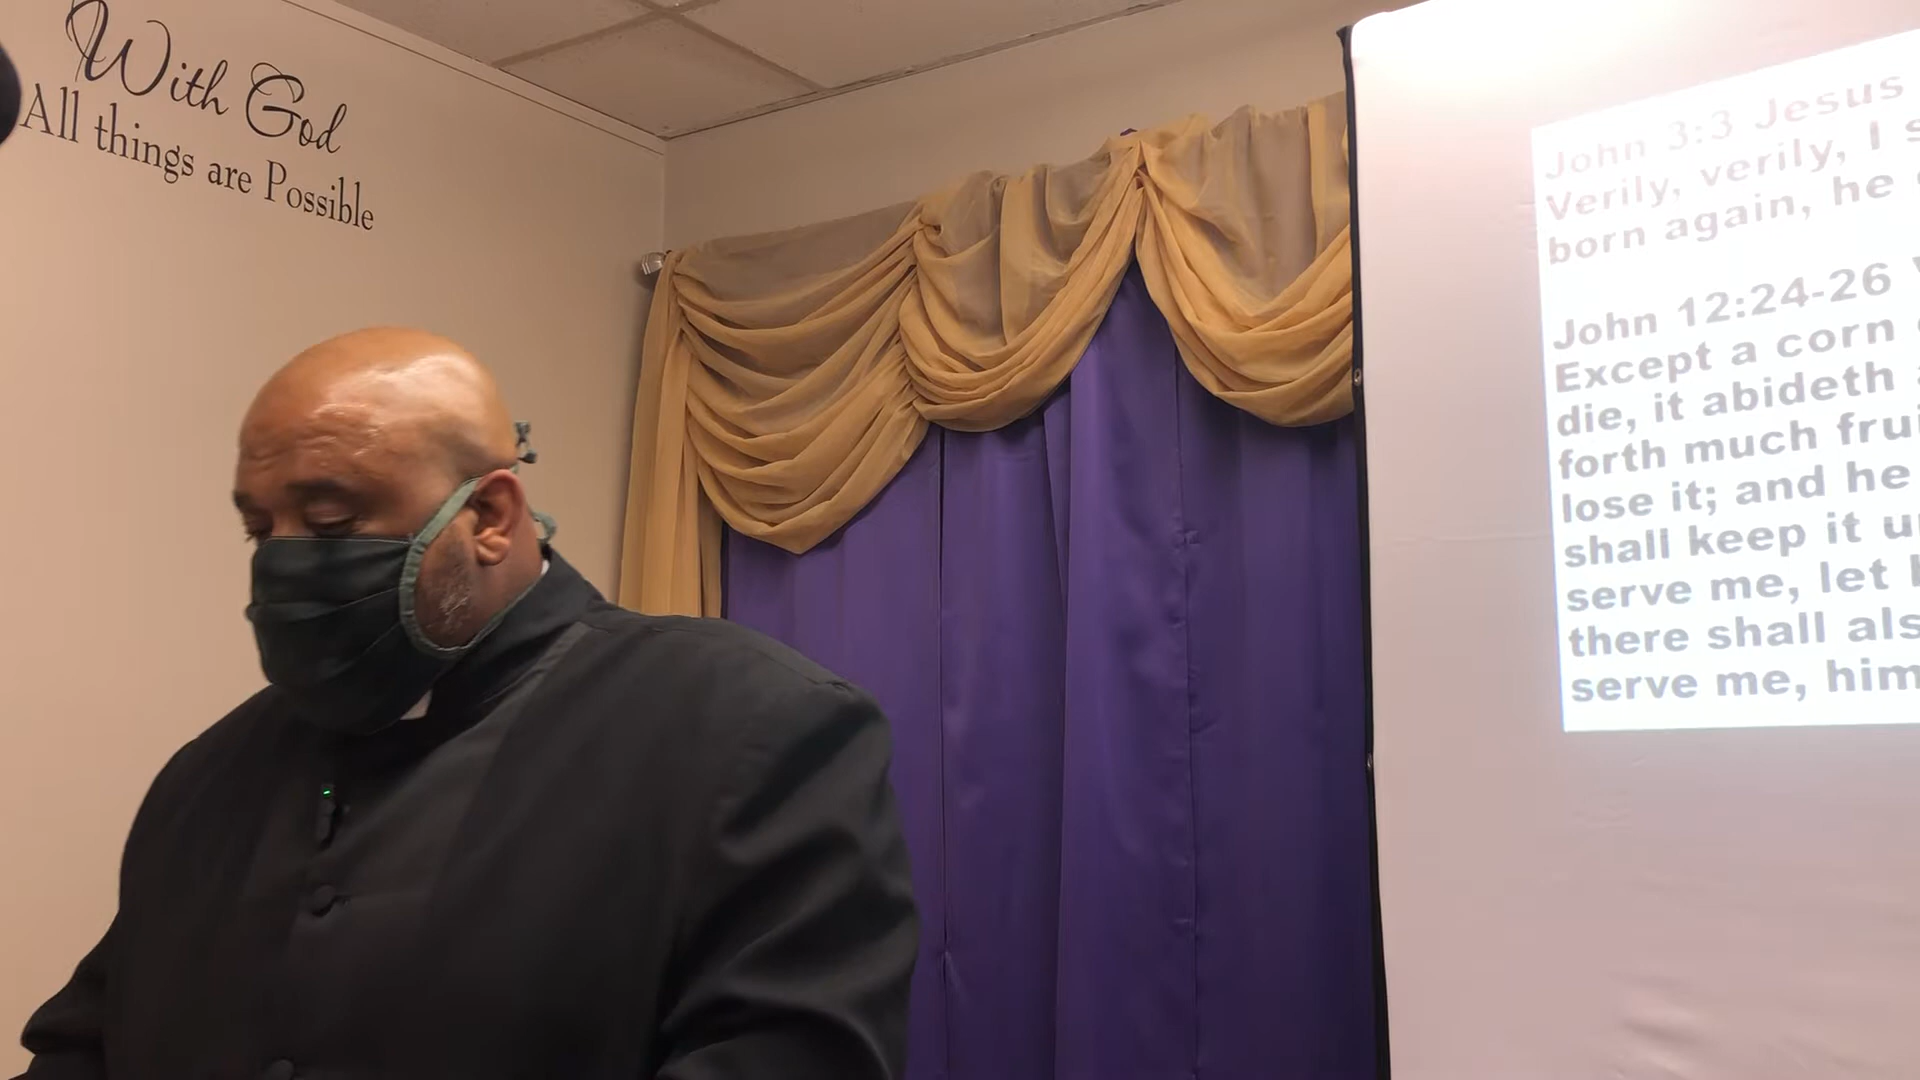 With God
All things are Possible
John 3:3 Jesus
Verily, verily, I s
born again, he
John 12:24-26
Except a corn
die, it abideth
forth much frui
lose it; and he
shall keep it u
serve me, let
there shall als
serve me, him